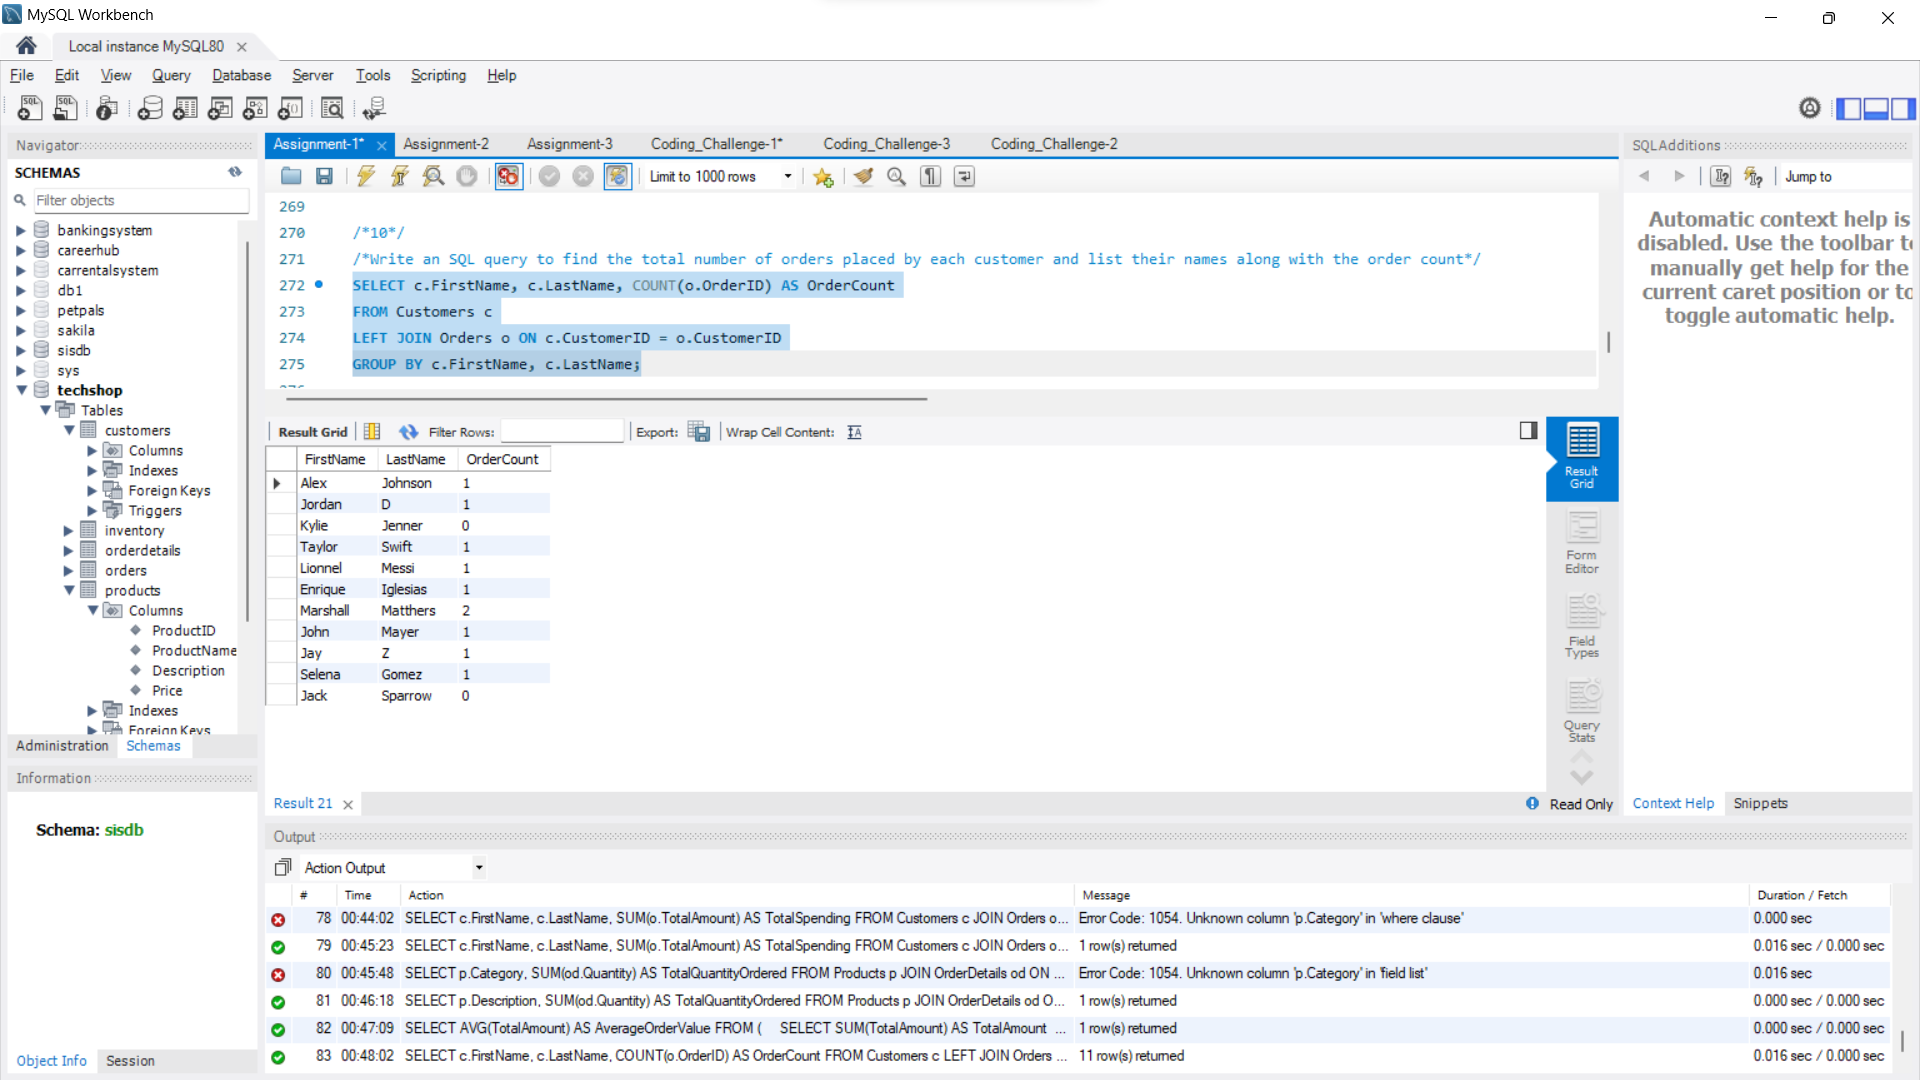 MySQL Workbench
Local instance MySQL80
File Edit View Query Database Server Tools Scripting Help
Navigator
SCHEMAS
Filter objects
bankingsystem
careerhub
carrentalsystem
db1
petpals
sakila
sisdb
sys
techshop
Tables
customers
Columns
Indexes
Foreign Keys
Triggers
inventory
orderdetails
orders
products
Columns
ProductID
ProductName
Description
Price
Indexes
Foreign Keys
Administration Schemas
Information
Schema: sisdb
Object Info Session
Assignment-1* Assignment-2 Assignment-3 Coding_Challenge-1* Coding_Challenge-3 Coding_Challenge-2
Limit to 1000 rows
269
270 /*10*/
271 /*Write an SQL query to find the total number of orders placed by each customer and list their names along with the order count*/
272 SELECT c.FirstName, c.LastName, COUNT(o.OrderID) AS OrderCount
273 FROM Customers c
274 LEFT JOIN Orders o ON c.CustomerID = o.CustomerID
275 GROUP BY c.FirstName, c.LastName;
276
Result Grid Filter Rows: Export: Wrap Cell Content:
FirstName LastName OrderCount
Alex Johnson 1
Jordan D 1
Kylie Jenner 0
Taylor Swift 1
Lionnel Messi 1
Enrique Iglesias 1
Marshall Matthers 2
John Mayer 1
Jay Z 1
Selena Gomez 1
Jack Sparrow 0
Result
Grid
Form
Editor
Field
Types
Query
Stats
Result 21
Read Only
SQLAdditions
Jump to
Automatic context help is
disabled. Use the toolbar to
manually get help for the
current caret position or to
toggle automatic help.
Context Help Snippets
Output
Action Output
# Time Action Message Duration / Fetch
78 00:44:02 SELECT c.FirstName, c.LastName, SUM(o.TotalAmount) AS TotalSpending FROM Customers c JOIN Orders o... Error Code: 1054. Unknown column 'p.Category' in 'where clause' 0.000 sec
79 00:45:23 SELECT c.FirstName, c.LastName, SUM(o.TotalAmount) AS TotalSpending FROM Customers c JOIN Orders o... 1 row(s) returned 0.016 sec / 0.000 sec
80 00:45:48 SELECT p.Category, SUM(od.Quantity) AS TotalQuantityOrdered FROM Products p JOIN OrderDetails od ON ... Error Code: 1054. Unknown column 'p.Category' in 'field list' 0.016 sec
81 00:46:18 SELECT p.Description, SUM(od.Quantity) AS TotalQuantityOrdered FROM Products p JOIN OrderDetails od O... 1 row(s) returned 0.000 sec / 0.000 sec
82 00:47:09 SELECT AVG(TotalAmount) AS AverageOrderValue FROM ( SELECT SUM(TotalAmount) AS TotalAmount ... 1 row(s) returned 0.000 sec / 0.000 sec
83 00:48:02 SELECT c.FirstName, c.LastName, COUNT(o.OrderID) AS OrderCount FROM Customers c LEFT JOIN Orders ... 11 row(s) returned 0.016 sec / 0.000 sec